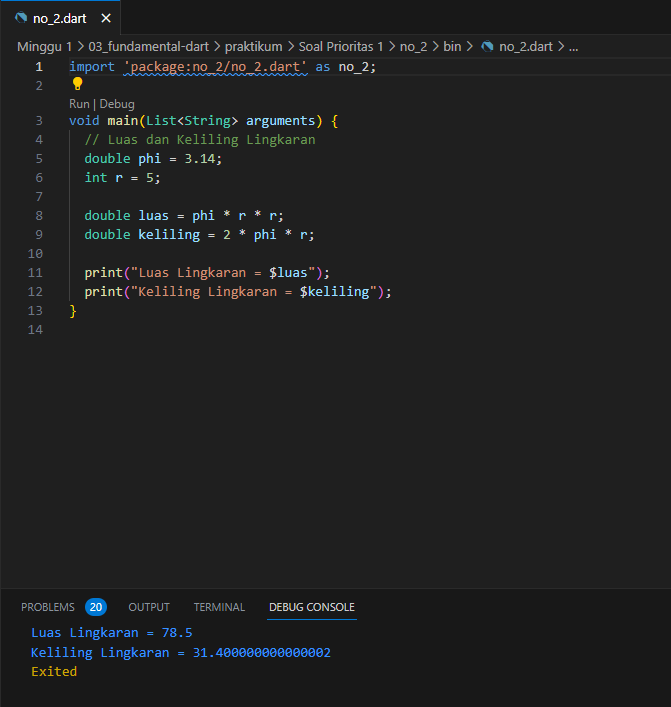 no_2.dart ×
Minggu 1 > 03_fundamental-dart > praktikum > Soal Prioritas 1 > no_2 > bin > no_2.dart > ...
1 import 'package:no_2/no_2.dart' as no_2;
2
Run | Debug
3 void main(List<String> arguments) {
4   // Luas dan Keliling Lingkaran
5   double phi = 3.14;
6   int r = 5;
7
8   double luas = phi * r * r;
9   double keliling = 2 * phi * r;
10
11   print("Luas Lingkaran = $luas");
12   print("Keliling Lingkaran = $keliling");
13 }
14
PROBLEMS 20 OUTPUT TERMINAL DEBUG CONSOLE
Luas Lingkaran = 78.5
Keliling Lingkaran = 31.400000000000002
Exited